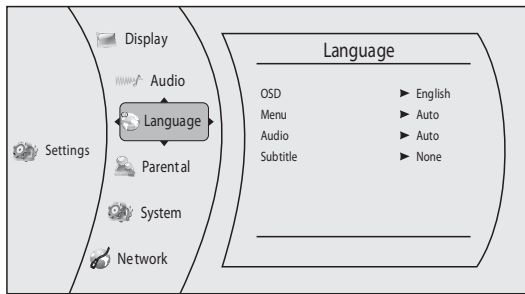 Settings
Display
Audio
Language
Parental
System
Network
Language
OSD ► English
Menu ► Auto
Audio ► Auto
Subtitle ► None